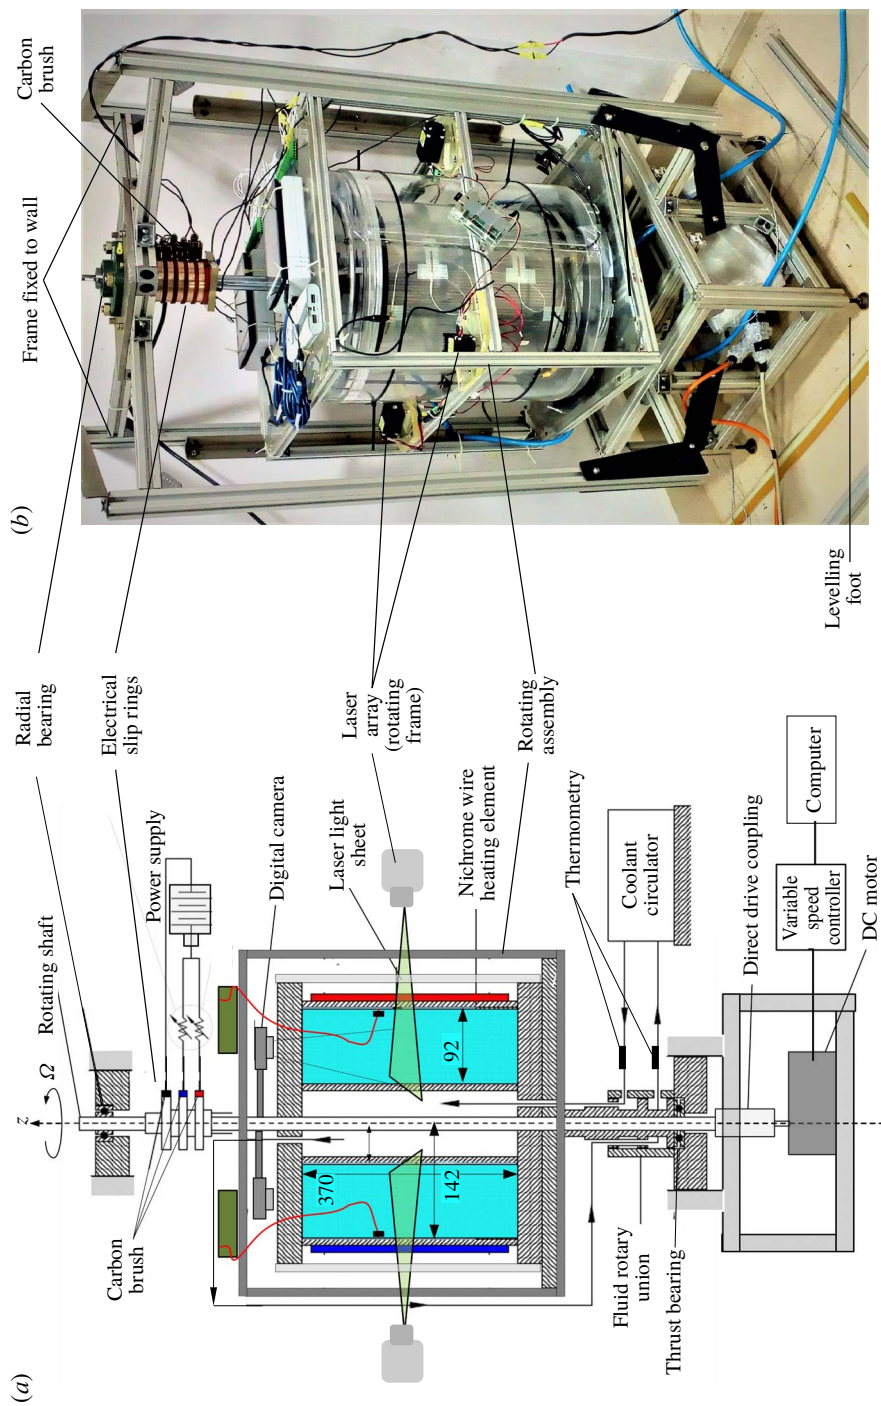 (a)
(b)
Carbon
brush
Frame fixed to wall
Radial
bearing
Electrical
slip rings
Laser
array
(rotating
frame)
Rotating
assembly
Levelling
foot
Rotating shaft
Power supply
Digital camera
Laser light
sheet
Nichrome wire
heating element
Thermometry
Coolant
circulator
Direct drive coupling
Variable
speed
controller
Computer
DC motor
z
Ω
Carbon
brush
370
142
92
Fluid rotary
union
Thrust bearing